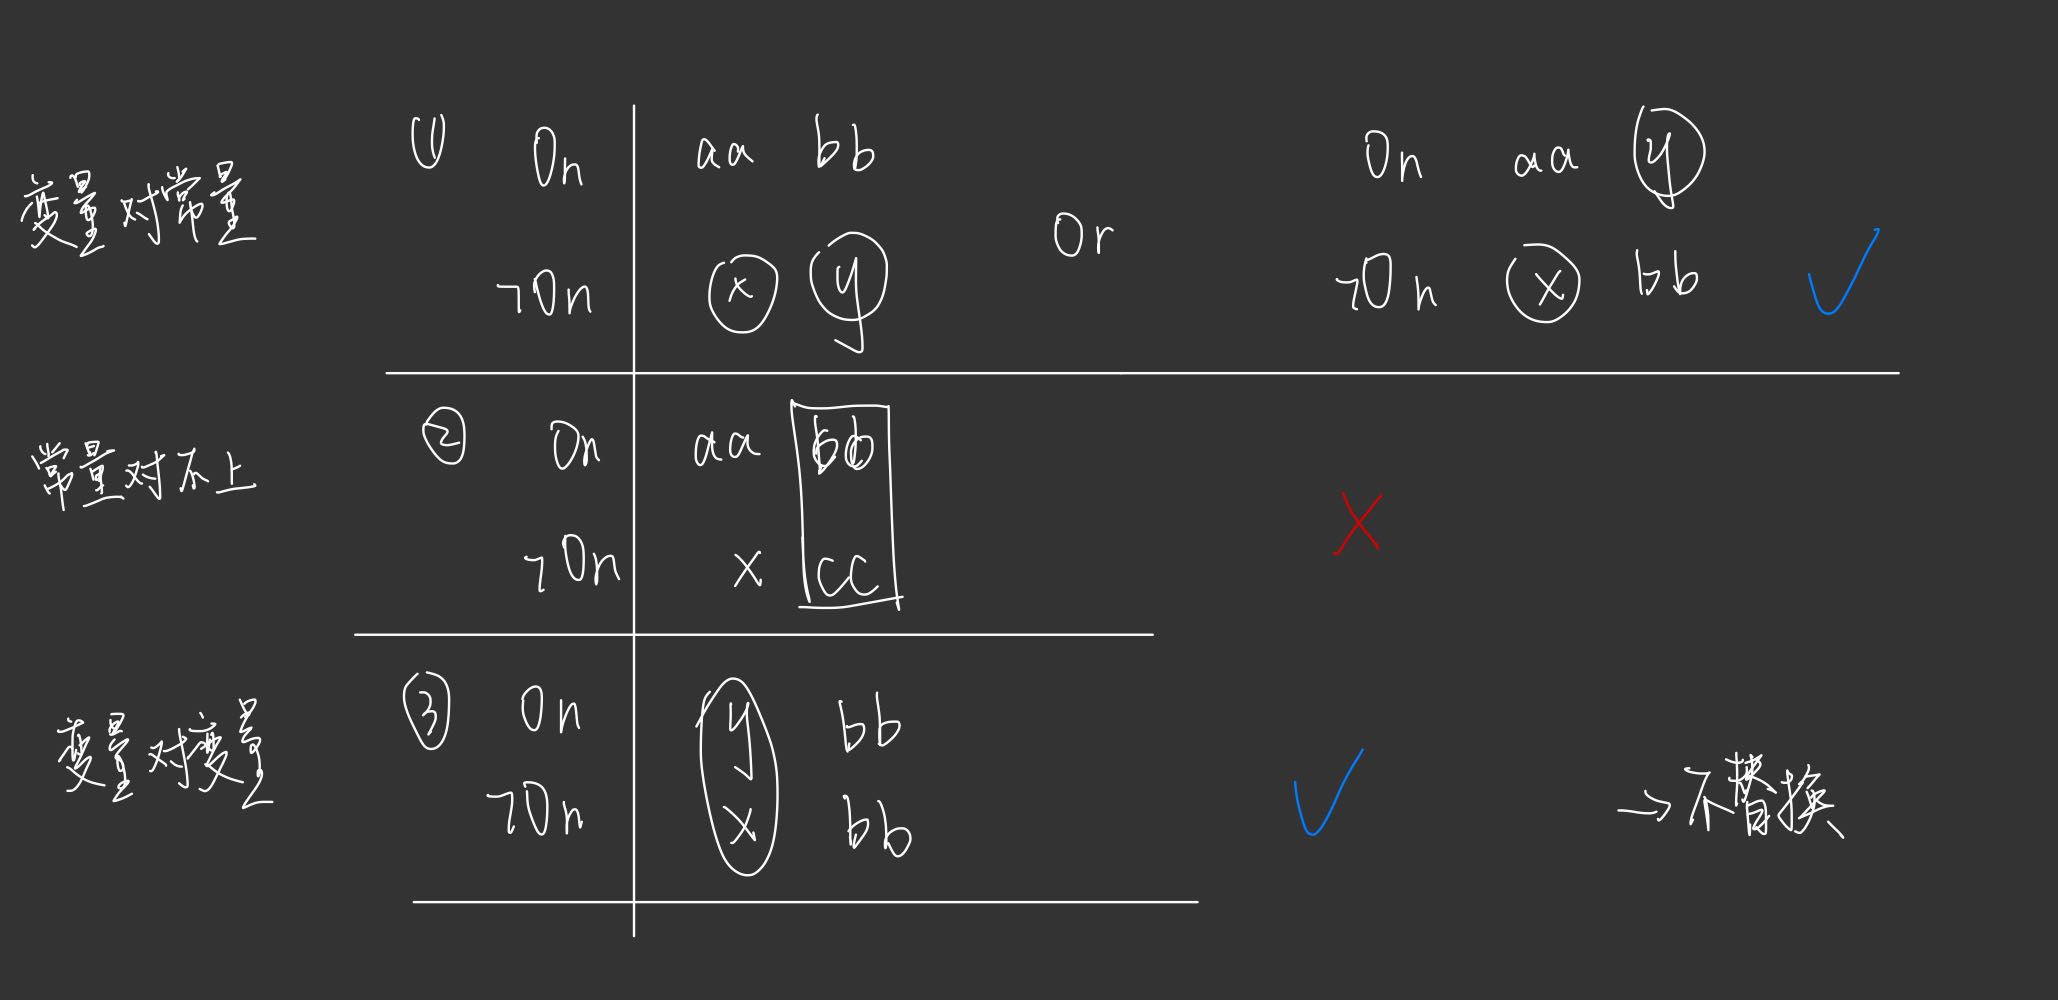 ① On aa bb On aa y
变量对常量
or
¬On x y ¬On x bb ✓
② On aa bb
常量对不上
¬On x cc ✗
③ On y bb
变量对变量
¬On x bb ✓ →不替换